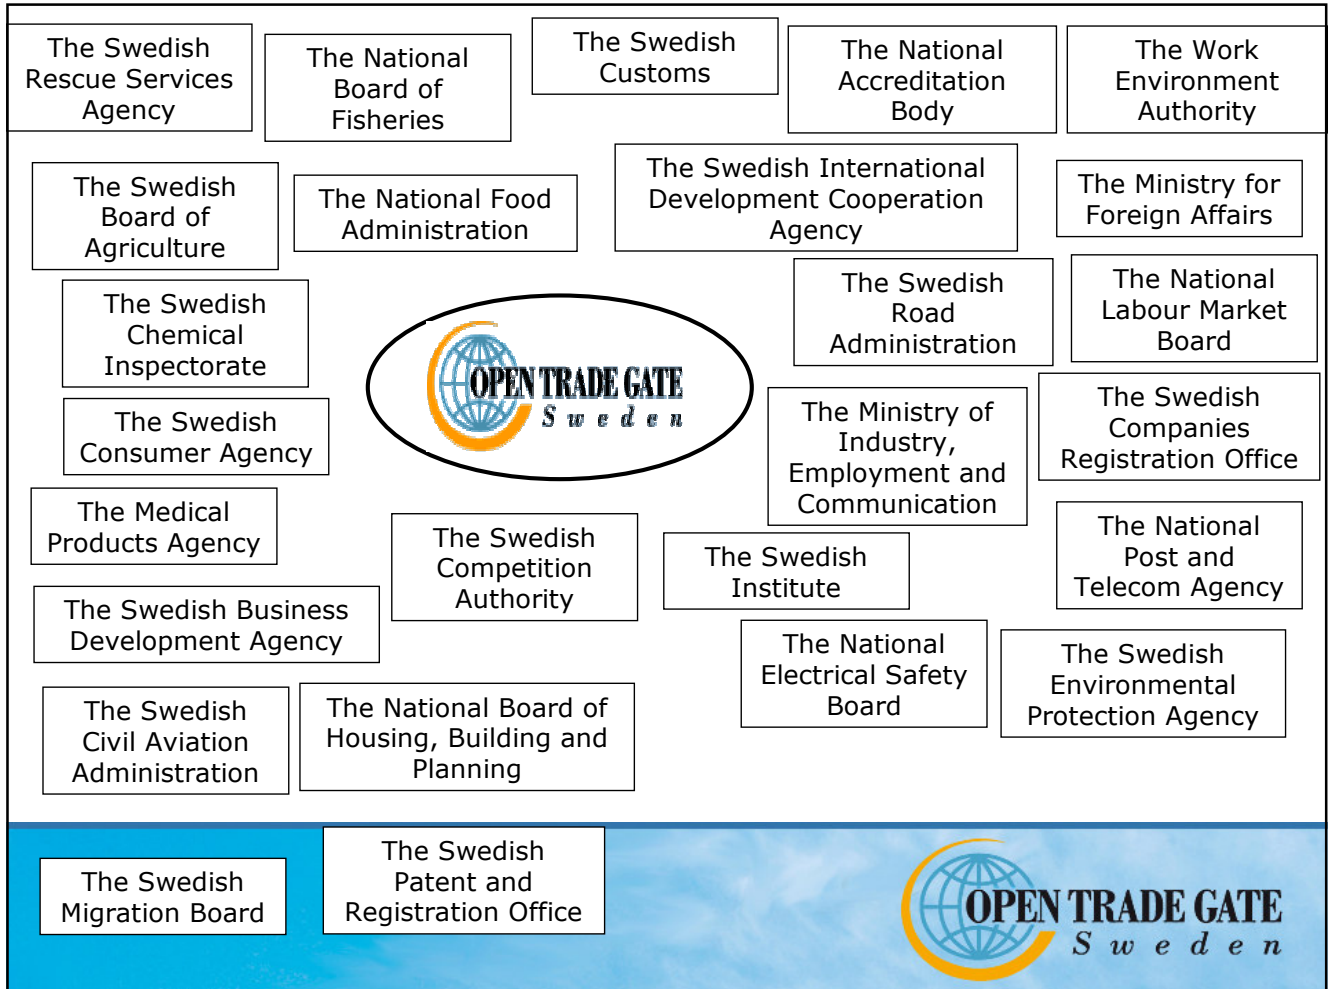 The Swedish
Rescue Services
Agency
The National
Board of
Fisheries
The Swedish
Customs
The National
Accreditation
Body
The Work
Environment
Authority
The Swedish
Board of
Agriculture
The National Food
Administration
The Swedish International
Development Cooperation
Agency
The Ministry for
Foreign Affairs
The Swedish
Chemical
Inspectorate
OPEN TRADE GATE
Sweden
The Swedish
Road
Administration
The National
Labour Market
Board
The Swedish
Consumer Agency
The Ministry of
Industry,
Employment and
Communication
The Swedish
Companies
Registration Office
The Medical
Products Agency
The Swedish
Competition
Authority
The Swedish
Institute
The National
Post and
Telecom Agency
The Swedish Business
Development Agency
The National
Electrical Safety
Board
The Swedish
Environmental
Protection Agency
The Swedish
Civil Aviation
Administration
The National Board of
Housing, Building and
Planning
The Swedish
Migration Board
The Swedish
Patent and
Registration Office
OPEN TRADE GATE
Sweden